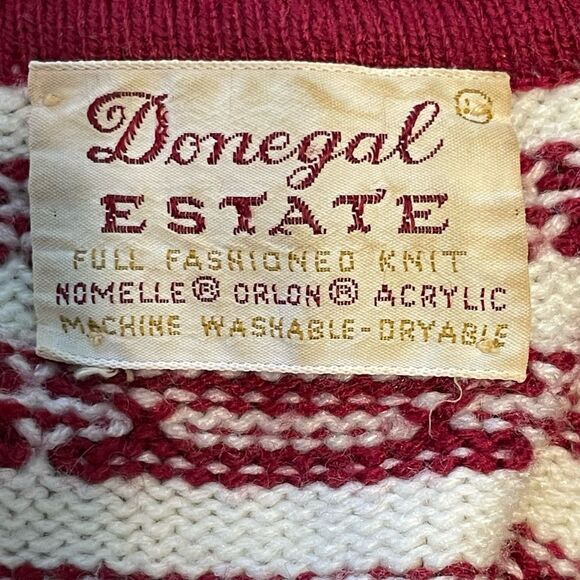 Donegal ®
ESTATE
FULL FASHIONED KNIT
NOMELLE® ORLON® ACRYLIC
MACHINE WASHABLE-DRYABLE